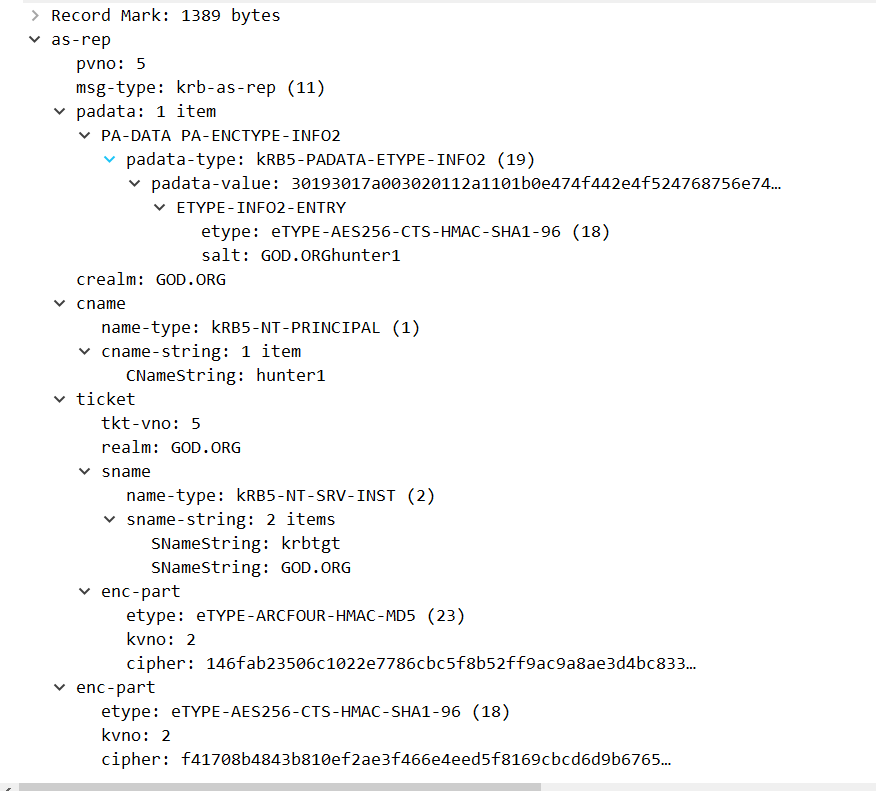 Record Mark: 1389 bytes
as-rep
pvno: 5
msg-type: krb-as-rep (11)
padata: 1 item
PA-DATA PA-ENCTYPE-INFO2
padata-type: kRB5-PADATA-ETYPE-INFO2 (19)
padata-value: 30193017a003020112a1101b0e474f442e4f524768756e74…
ETYPE-INFO2-ENTRY
etype: eTYPE-AES256-CTS-HMAC-SHA1-96 (18)
salt: GOD.ORGhunter1
crealm: GOD.ORG
cname
name-type: kRB5-NT-PRINCIPAL (1)
cname-string: 1 item
CNameString: hunter1
ticket
tkt-vno: 5
realm: GOD.ORG
sname
name-type: kRB5-NT-SRV-INST (2)
sname-string: 2 items
SNameString: krbtgt
SNameString: GOD.ORG
enc-part
etype: eTYPE-ARCFOUR-HMAC-MD5 (23)
kvno: 2
cipher: 146fab23506c1022e7786cbc5f8b52ff9ac9a8ae3d4bc833…
enc-part
etype: eTYPE-AES256-CTS-HMAC-SHA1-96 (18)
kvno: 2
cipher: f41708b4843b810ef2ae3f466e4eed5f8169cbcd6d9b6765…